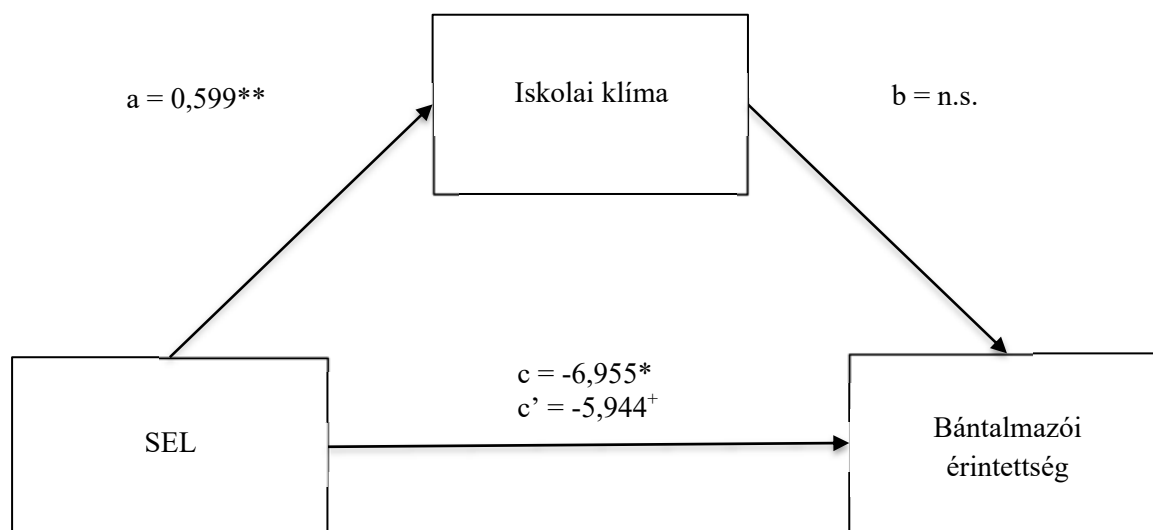 Iskolai klíma
a = 0,599**
b = n.s.
c = -6,955*
c’ = -5,944⁺
SEL
Bántalmazói
érintettség